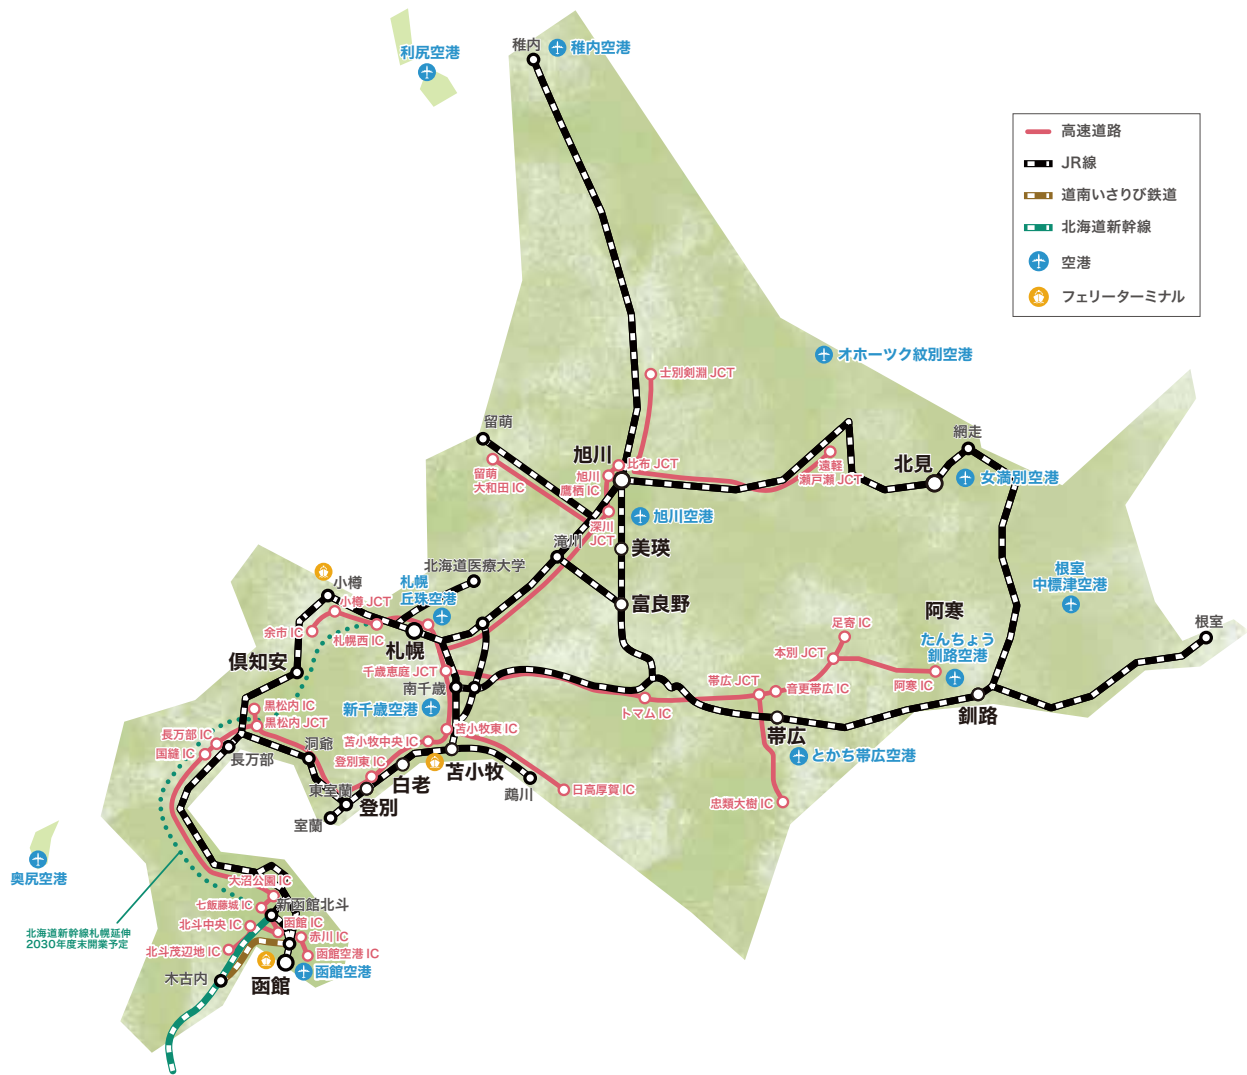 稚内
稚内空港
利尻空港
高速道路
JR線
道南いさりび鉄道
北海道新幹線
空港
フェリーターミナル
オホーツク紋別空港
士別剣淵 JCT
留萌
旭川
比布 JCT
網走
北見
留萌
大和田 IC
旭川
鷹栖 IC
遠軽
瀬戸瀬 JCT
女満別空港
旭川空港
深川
JCT
滝川
美瑛
北海道医療大学
札幌
丘珠空港
根室
中標津空港
小樽
小樽 JCT
富良野
阿寒
余市 IC
札幌西 IC
足寄 IC
根室
たんちょう
釧路空港
札幌
倶知安
本別 JCT
千歳恵庭 JCT
帯広 JCT
音更帯広 IC
阿寒 IC
南千歳
新千歳空港
トマム IC
釧路
黒松内 IC
黒松内 JCT
長万部 IC
国縫 IC
苫小牧東 IC
苫小牧中央 IC
帯広
洞爺
長万部
登別東 IC
とかち帯広空港
苫小牧
白老
東室蘭
登別
鵡川
日高厚賀 IC
忠類大樹 IC
室蘭
奥尻空港
大沼公園 IC
七飯藤城 IC
新函館北斗
北斗中央 IC
函館 IC
赤川 IC
北海道新幹線札幌延伸
2030年度末開業予定
北斗茂辺地 IC
函館空港 IC
木古内
函館空港
函館